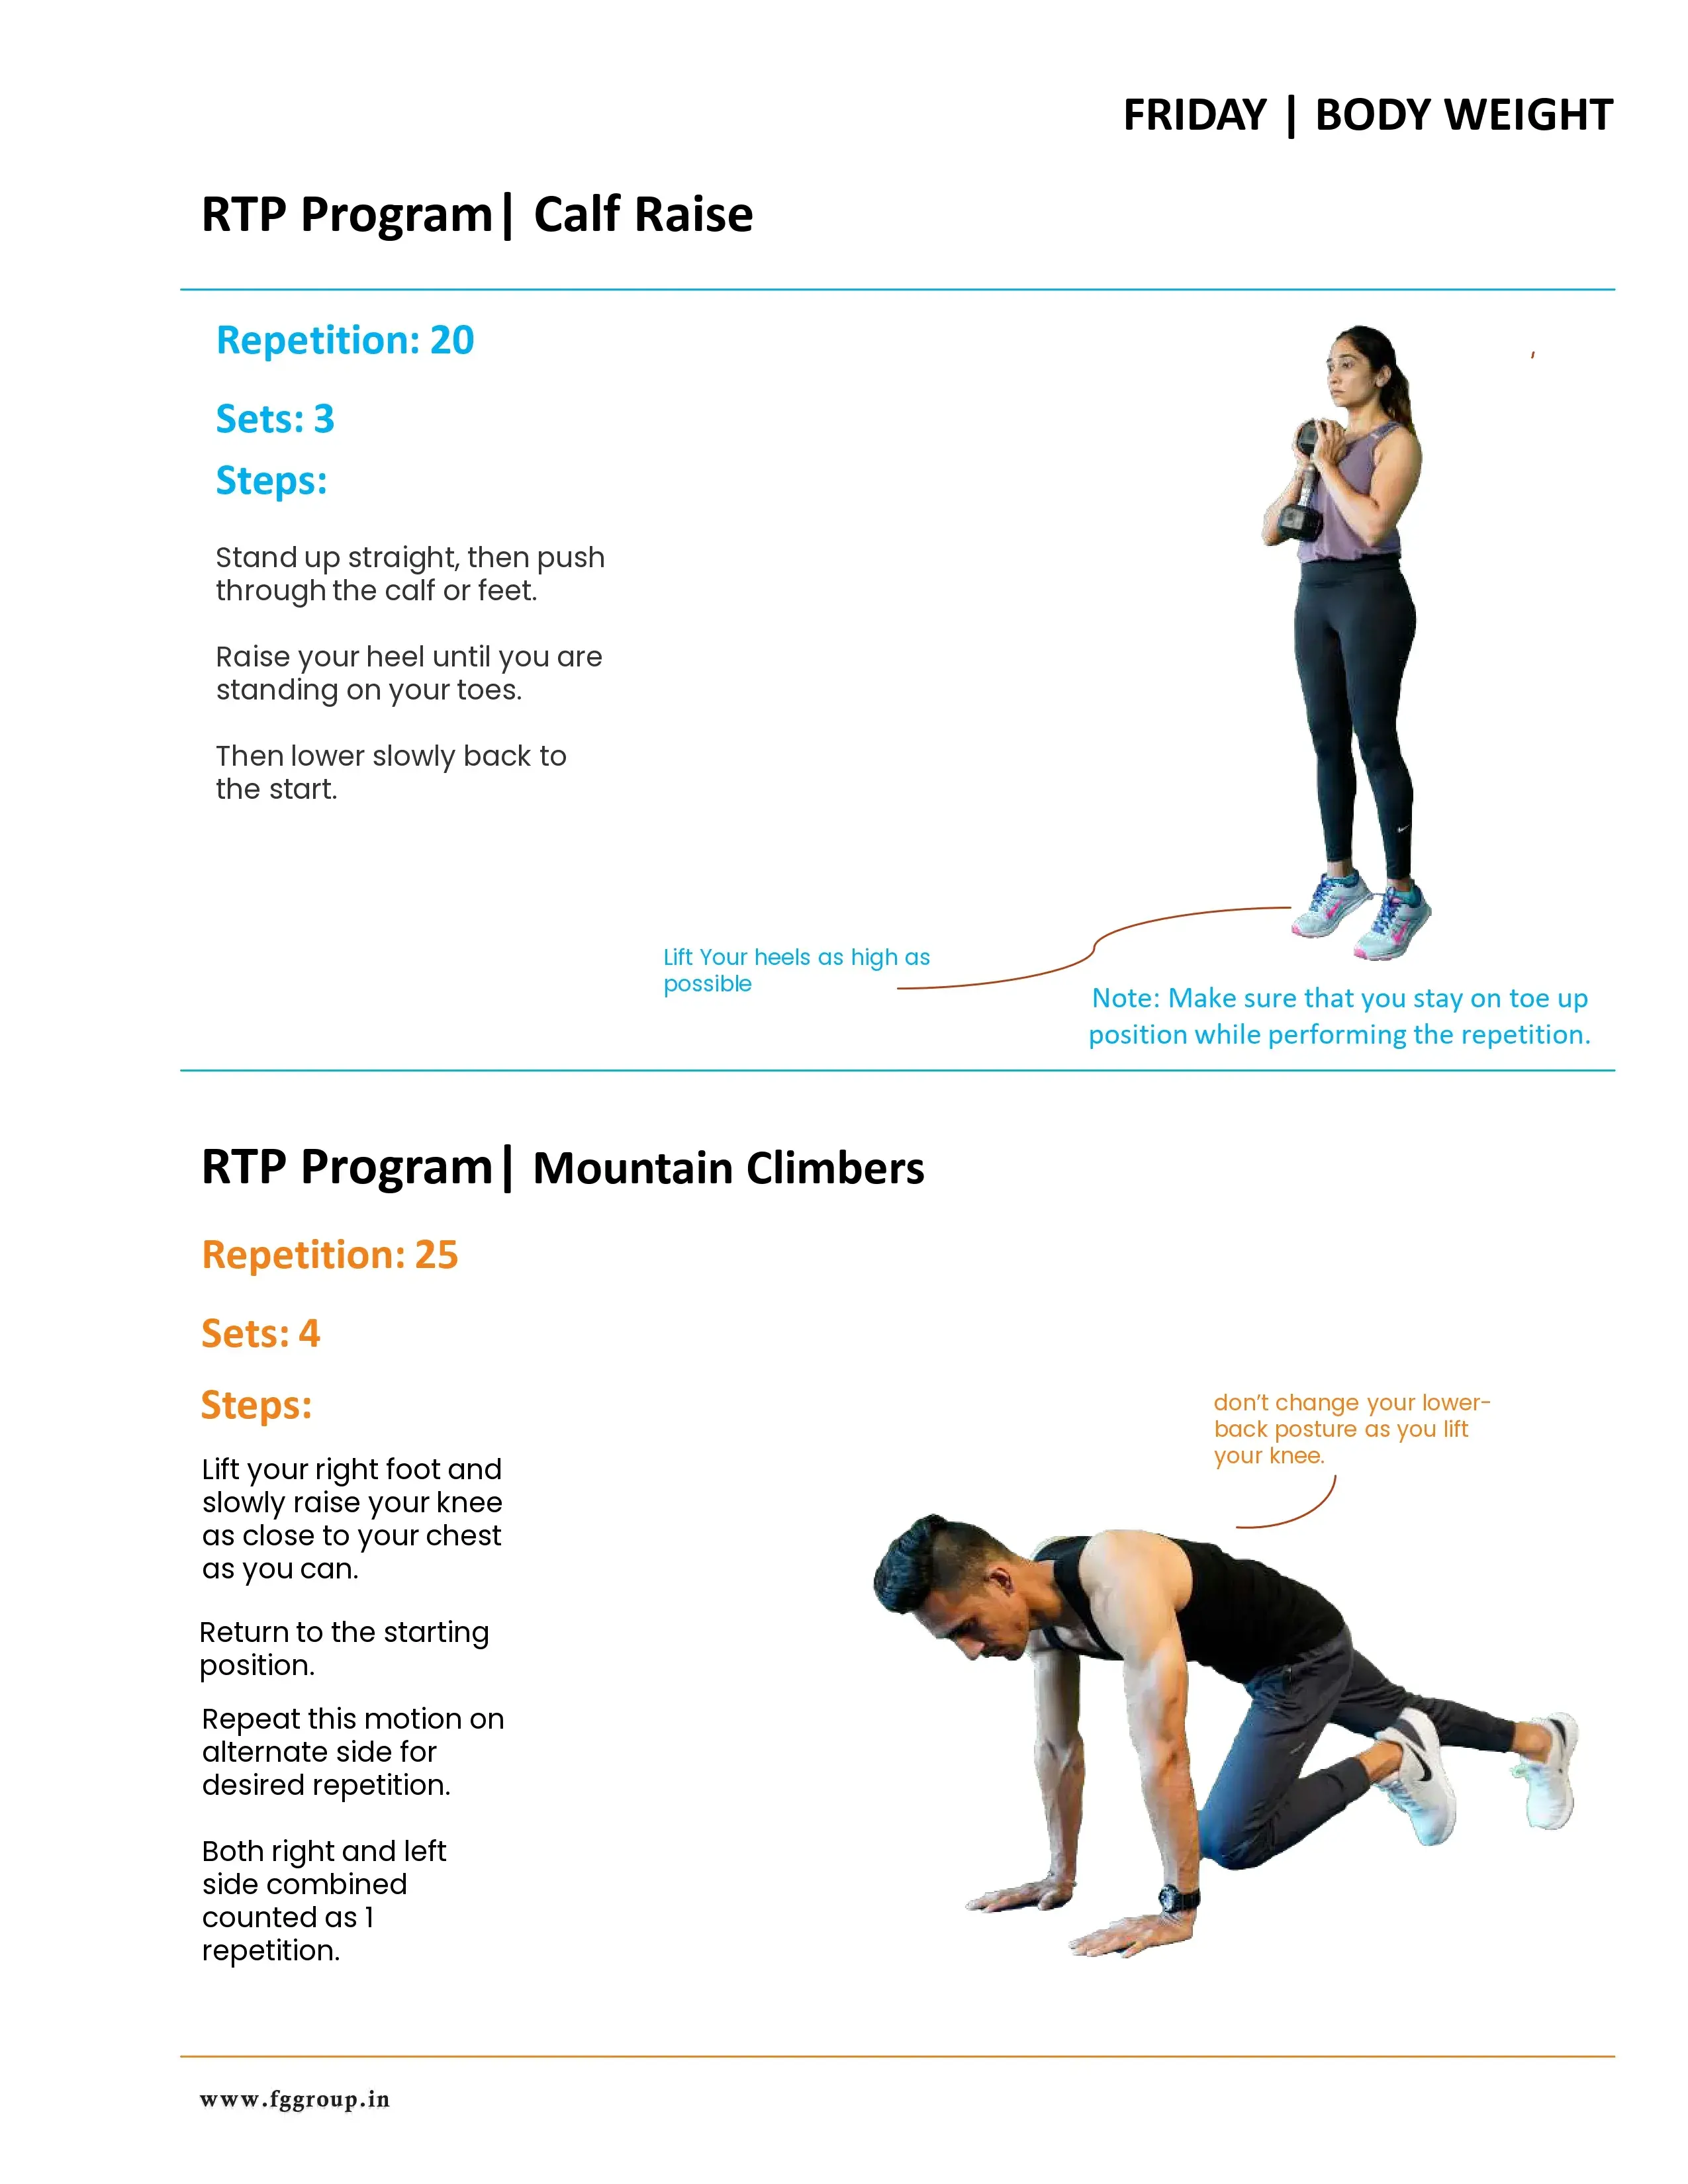 FRIDAY | BODY WEIGHT
RTP Program| Calf Raise
Repetition: 20
Sets: 3
Steps:
Stand up straight, then push
through the calf or feet.
Raise your heel until you are
standing on your toes.
Then lower slowly back to
the start.
Lift Your heels as high as
possible
Note: Make sure that you stay on toe up
position while performing the repetition.
RTP Program| Mountain Climbers
Repetition: 25
Sets: 4
Steps:
Lift your right foot and
slowly raise your knee
as close to your chest
as you can.
Return to the starting
position.
Repeat this motion on
alternate side for
desired repetition.
Both right and left
side combined
counted as 1
repetition.
don't change your lower-
back posture as you lift
your knee.
www.fggroup.in